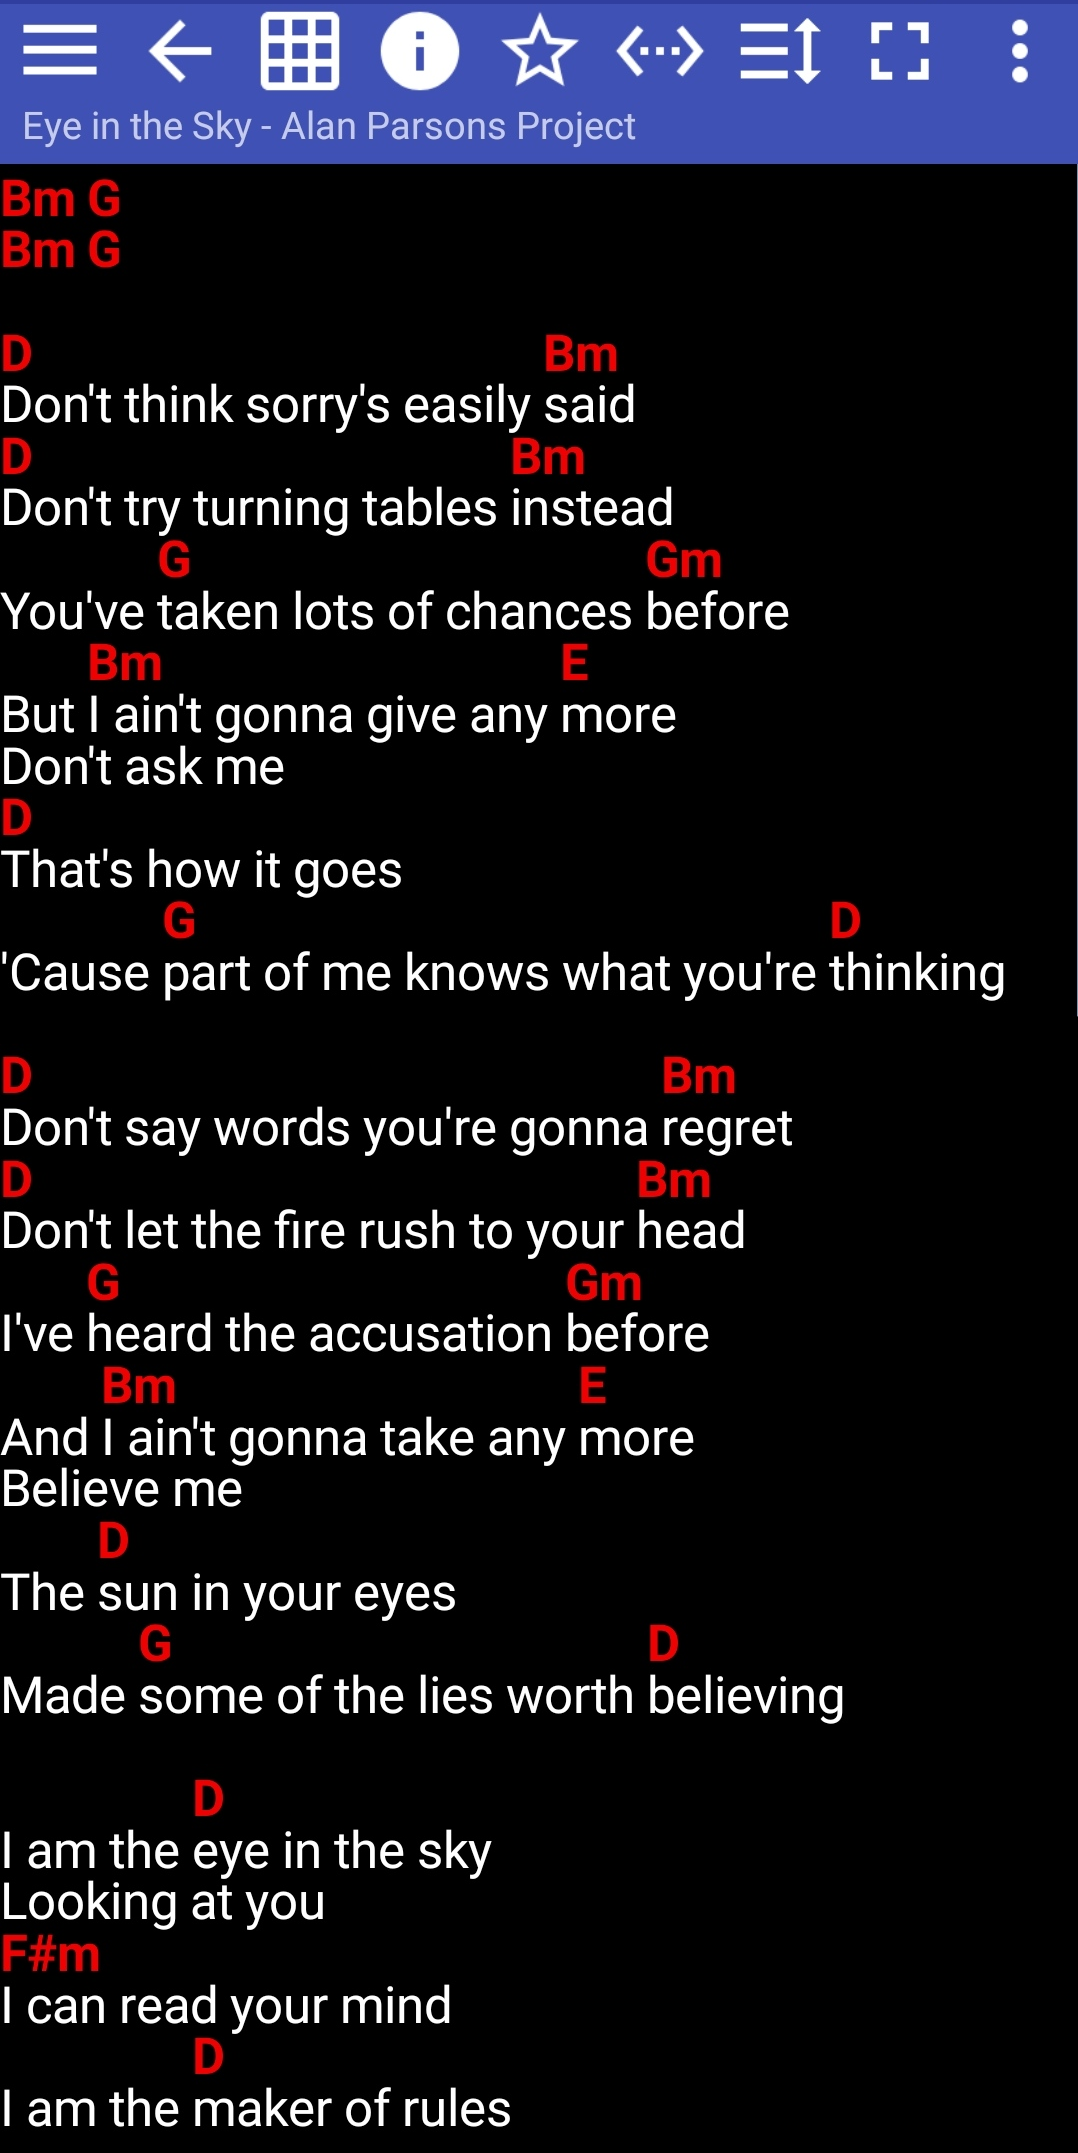 Eye in the Sky - Alan Parsons Project
Bm G
Bm G
D Bm
Don't think sorry's easily said
D Bm
Don't try turning tables instead
G Gm
You've taken lots of chances before
Bm E
But I ain't gonna give any more
Don't ask me
D
That's how it goes
G D
'Cause part of me knows what you're thinking
D Bm
Don't say words you're gonna regret
D Bm
Don't let the fire rush to your head
G Gm
I've heard the accusation before
Bm E
And I ain't gonna take any more
Believe me
D
The sun in your eyes
G D
Made some of the lies worth believing
D
I am the eye in the sky
Looking at you
F#m
I can read your mind
D
I am the maker of rules